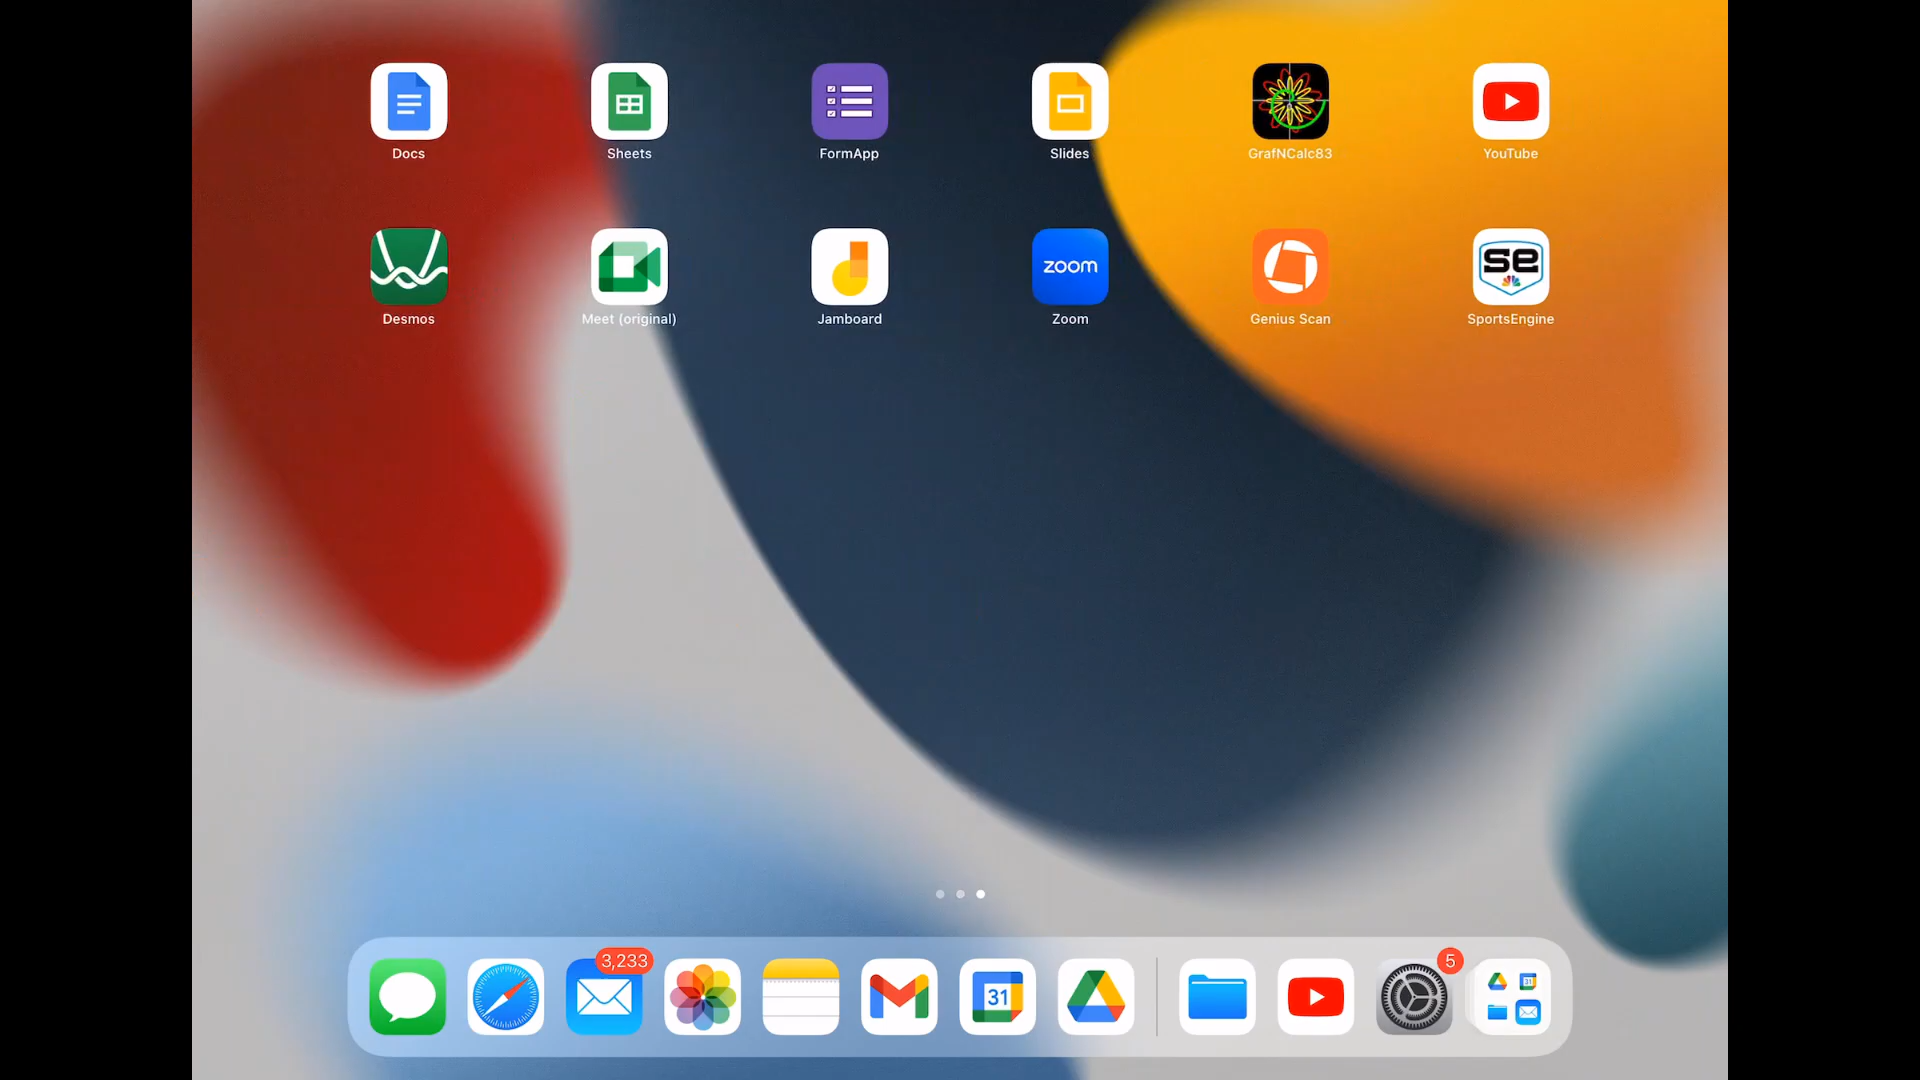 Docs
Sheets
FormApp
Slides
GrafNCalc83
YouTube
zoom
se
Desmos
Meet (original)
Jamboard
Zoom
Genius Scan
SportsEngine
3,233
5
31